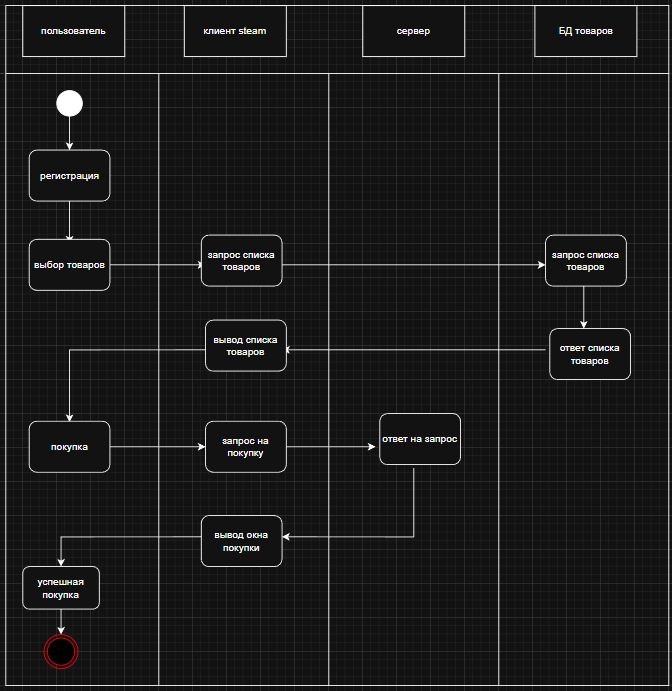 пользователь
клиент steam
сервер
БД товаров
регистрация
выбор товаров
запрос списка
товаров
запрос списка
товаров
вывод списка
товаров
ответ списка
товаров
покупка
запрос на
покупку
ответ на запрос
вывод окна
покупки
успешная
покупка